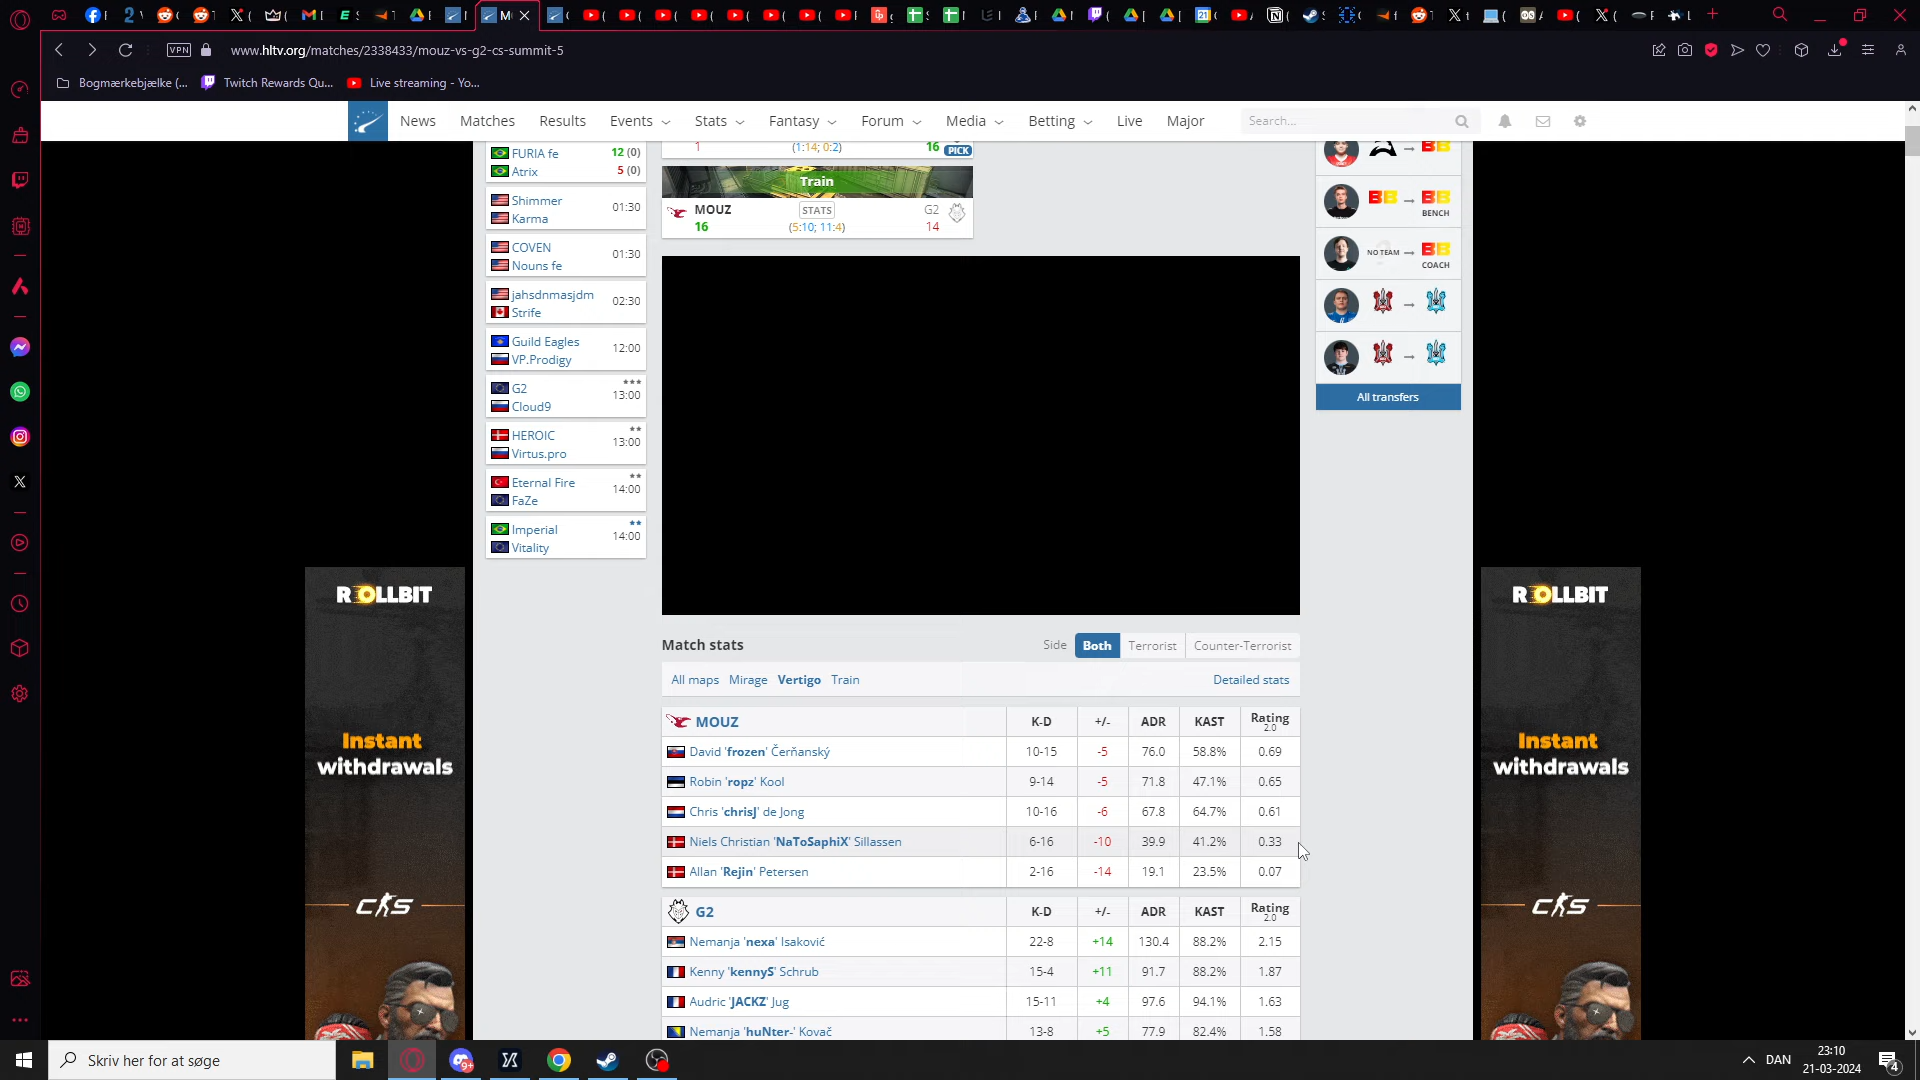 www.hltv.org/matches/2338433/mouz-vs-g2-cs-summit-5
VPN
Bogmærkebjælke (...
Twitch Rewards Qu...
Live streaming - Yo...
News Matches Results Events Stats Fantasy Forum Media Betting Live Major
Search...
FURIA fe 12 (0)
Atrix 5 (0)
Shimmer
Karma
01:30
COVEN
Nouns fe
01:30
jahsdnmasjdm
Strife
02:30
Guild Eagles
VP.Prodigy
12:00
G2
Cloud9
13:00
HEROIC
Virtus.pro
13:00
Eternal Fire
FaZe
14:00
Imperial
Vitality
14:00
1 (1:14; 0:2) 16 PICK
Train
MOUZ STATS G2
16 (5:10; 11:4) 14
BENCH
NO TEAM
COACH
All transfers
Match stats
Side Both Terrorist Counter-Terrorist
All maps Mirage Vertigo Train Detailed stats
MOUZ K-D +/- ADR KAST Rating 2.0
David 'frozen' Čerňanský 10-15 -5 76.0 58.8% 0.69
Robin 'ropz' Kool 9-14 -5 71.8 47.1% 0.65
Chris 'chrisJ' de Jong 10-16 -6 67.8 64.7% 0.61
Niels Christian 'NaToSaphiX' Sillassen 6-16 -10 39.9 41.2% 0.33
Allan 'Rejin' Petersen 2-16 -14 19.1 23.5% 0.07
G2 K-D +/- ADR KAST Rating 2.0
Nemanja 'nexa' Isaković 22-8 +14 130.4 88.2% 2.15
Kenny 'kennyS' Schrub 15-4 +11 91.7 88.2% 1.87
Audric 'JACKZ' Jug 15-11 +4 97.6 94.1% 1.63
Nemanja 'huNter-' Kovač 13-8 +5 77.9 82.4% 1.58
ROLLBIT
Instant
withdrawals
CS
ROLLBIT
Instant
withdrawals
CS
Skriv her for at søge
DAN
23:10
21-03-2024
4